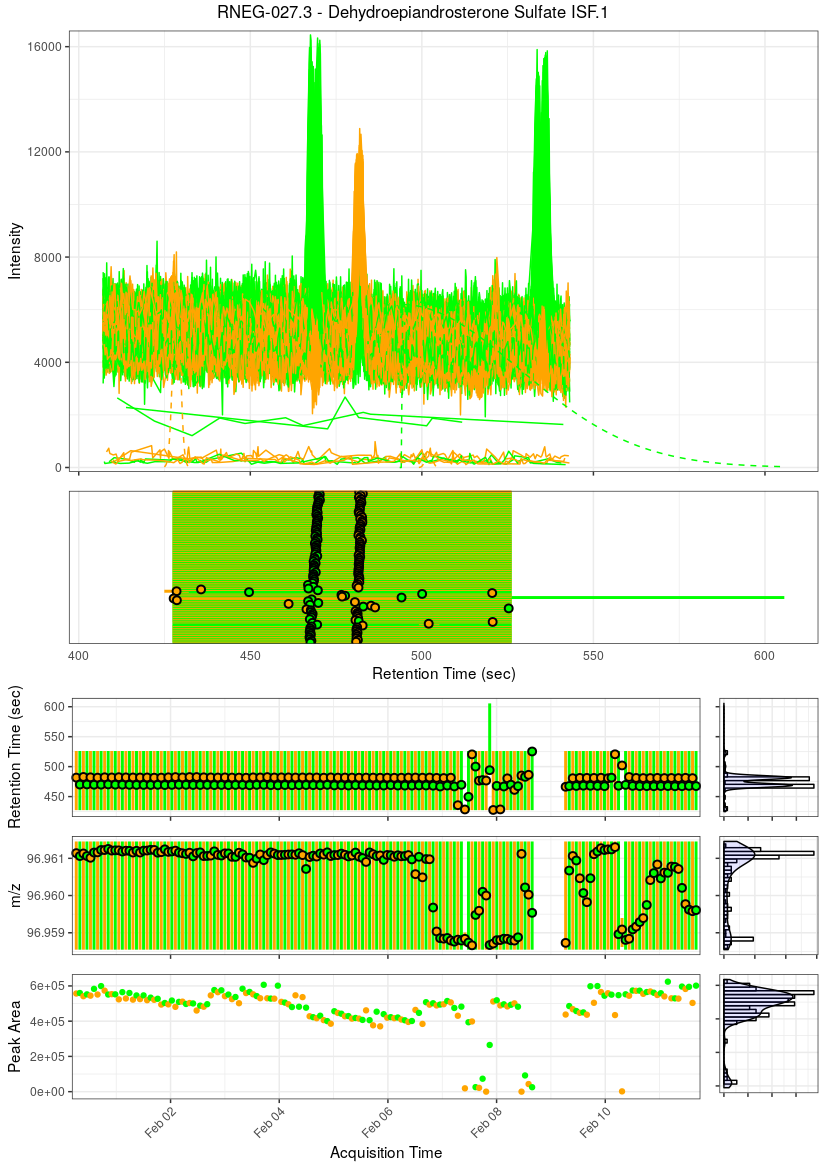 RNEG-027.3 - Dehydroepiandrosterone Sulfate ISF.1
Intensity
16000
12000
8000
4000
0
400
450
500
550
600
Retention Time (sec)
Retention Time (sec)
600
550
500
450
m/z
96.961
96.960
96.959
Peak Area
6e+05
4e+05
2e+05
0e+00
Feb 02
Feb 04
Feb 06
Feb 08
Feb 10
Acquisition Time